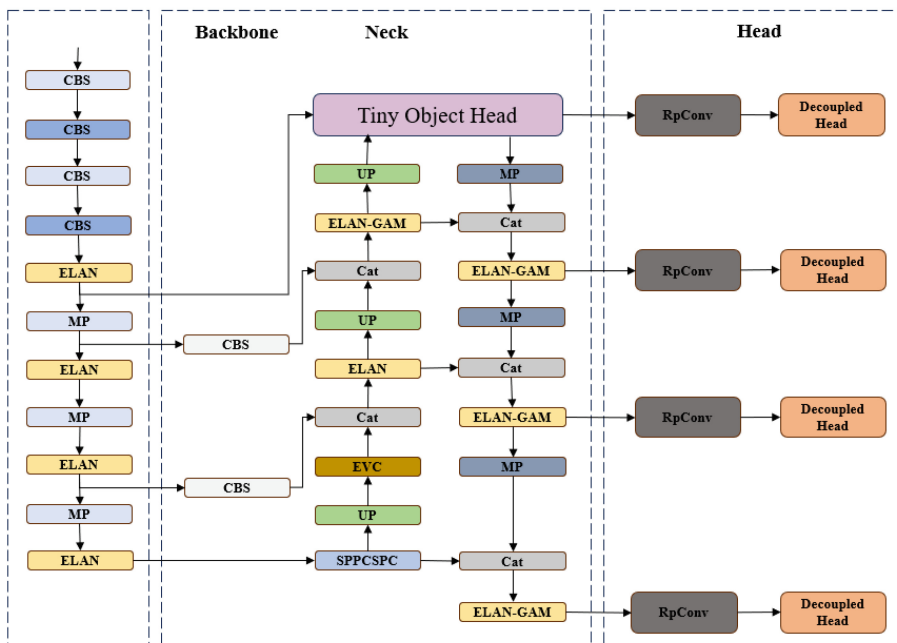 Backbone
Neck
Head
CBS
CBS
CBS
CBS
ELAN
MP
ELAN
MP
ELAN
MP
ELAN
CBS
CBS
Tiny Object Head
UP
ELAN-GAM
Cat
UP
ELAN
Cat
EVC
UP
SPPCSPC
MP
Cat
ELAN-GAM
MP
Cat
ELAN-GAM
MP
Cat
ELAN-GAM
RpConv
Decoupled
Head
RpConv
Decoupled
Head
RpConv
Decoupled
Head
RpConv
Decoupled
Head